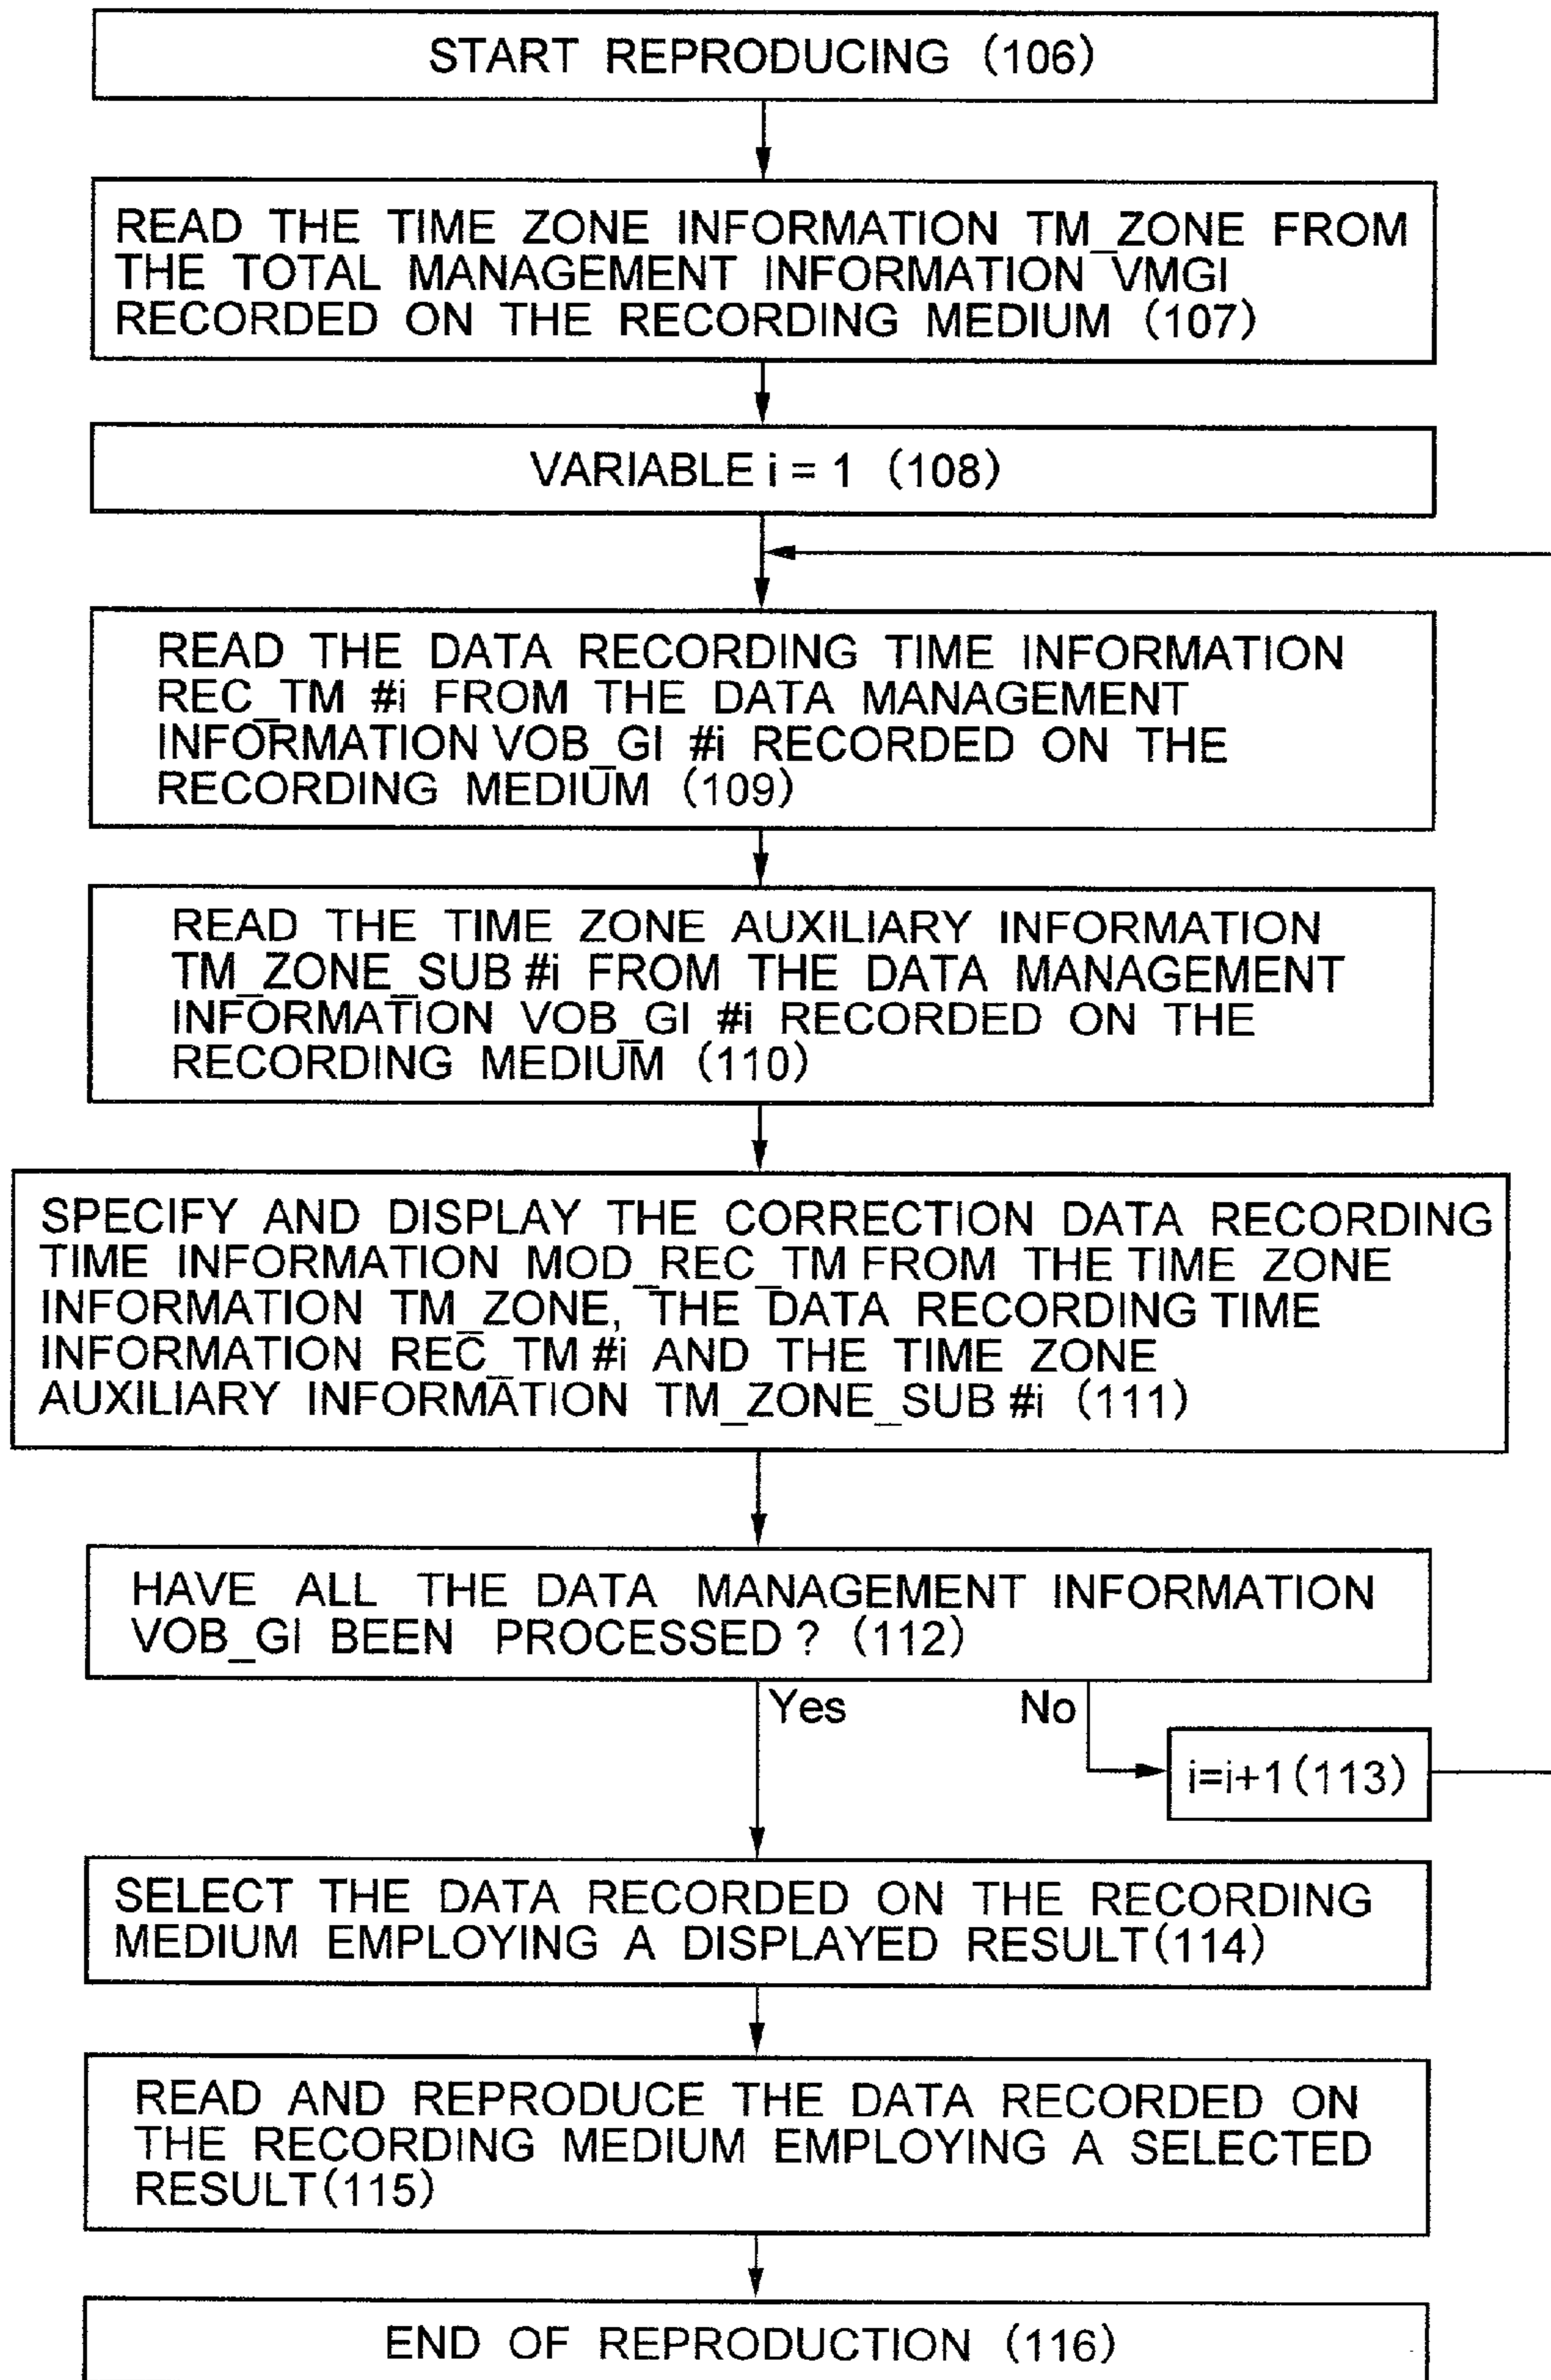 START REPRODUCING (106)
READ THE TIME ZONE INFORMATION TM_ZONE FROM
THE TOTAL MANAGEMENT INFORMATION VMGI
RECORDED ON THE RECORDING MEDIUM (107)
VARIABLE i = 1 (108)
READ THE DATA RECORDING TIME INFORMATION
REC_TM #i FROM THE DATA MANAGEMENT
INFORMATION VOB_GI #i RECORDED ON THE
RECORDING MEDIUM (109)
READ THE TIME ZONE AUXILIARY INFORMATION
TM_ZONE_SUB #i FROM THE DATA MANAGEMENT
INFORMATION VOB_GI #i RECORDED ON THE
RECORDING MEDIUM (110)
SPECIFY AND DISPLAY THE CORRECTION DATA RECORDING
TIME INFORMATION MOD_REC_TM FROM THE TIME ZONE
INFORMATION TM_ZONE, THE DATA RECORDING TIME
INFORMATION REC_TM #i AND THE TIME ZONE
AUXILIARY INFORMATION TM_ZONE_SUB #i (111)
HAVE ALL THE DATA MANAGEMENT INFORMATION
VOB_GI BEEN PROCESSED ? (112)
Yes No
i=i+1(113)
SELECT THE DATA RECORDED ON THE RECORDING
MEDIUM EMPLOYING A DISPLAYED RESULT(114)
READ AND REPRODUCE THE DATA RECORDED ON
THE RECORDING MEDIUM EMPLOYING A SELECTED
RESULT(115)
END OF REPRODUCTION (116)